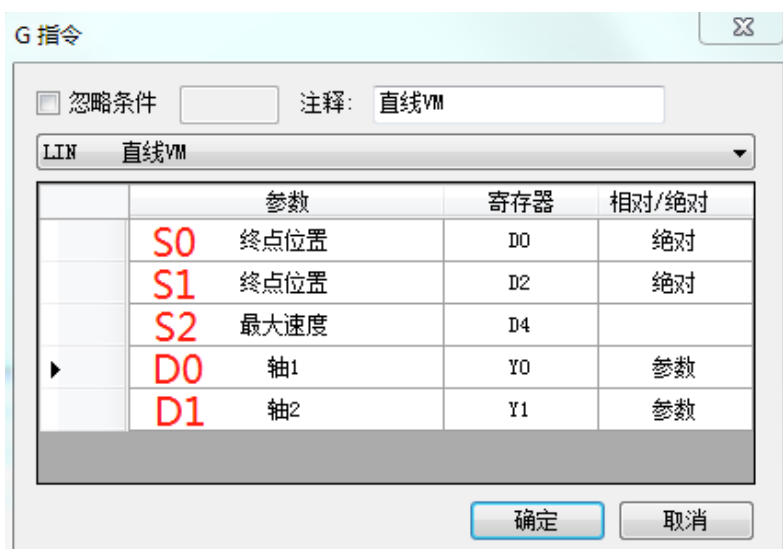 G 指令
忽略条件 注释: 直线VM
LIN 直线VM
参数 寄存器 相对/绝对
S0 终点位置 D0 绝对
S1 终点位置 D2 绝对
S2 最大速度 D4
D0 轴1 Y0 参数
D1 轴2 Y1 参数
确定 取消